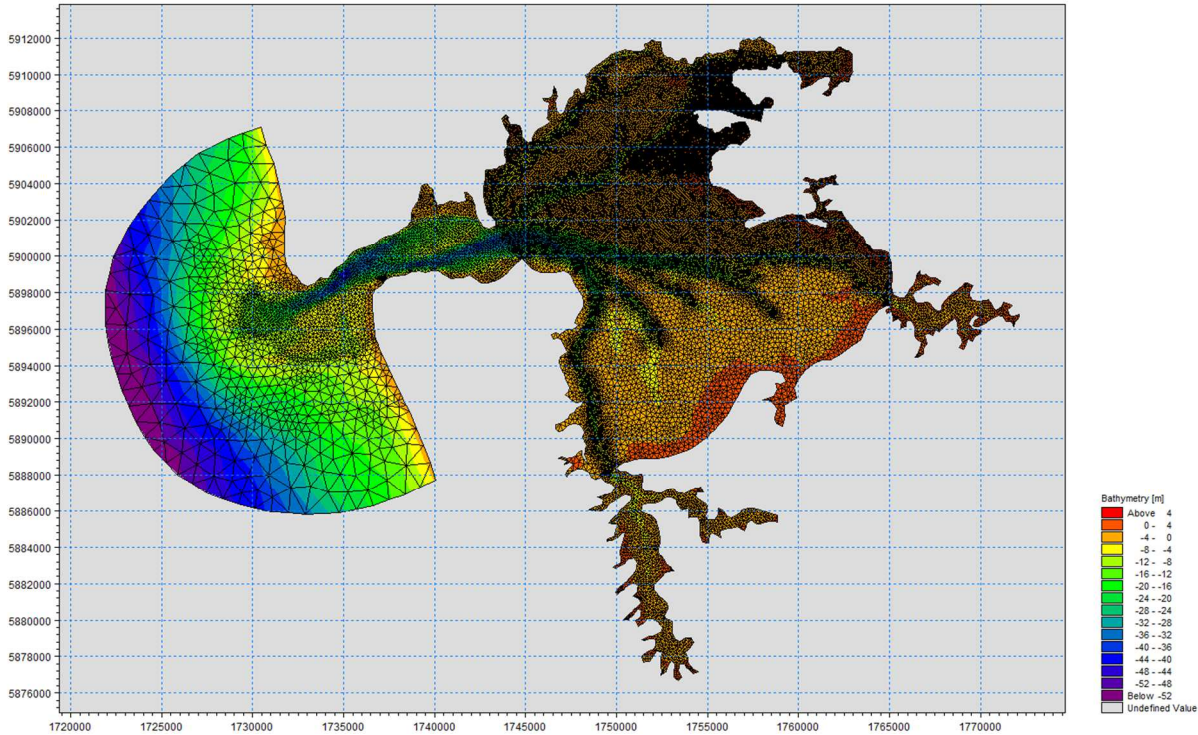 5912000
5910000
5908000
5906000
5904000
5902000
5900000
5898000
5896000
5894000
5892000
5890000
5888000
5886000
5884000
5882000
5880000
5878000
5876000
1720000 1725000 1730000 1735000 1740000 1745000 1750000 1755000 1760000 1765000 1770000
Bathymetry [m]
Above 4
0 - 4
-4 - 0
-8 - -4
-12 - -8
-16 - -12
-20 - -16
-24 - -20
-28 - -24
-32 - -28
-36 - -32
-40 - -36
-44 - -40
-48 - -44
-52 - -48
Below -52
Undefined Value